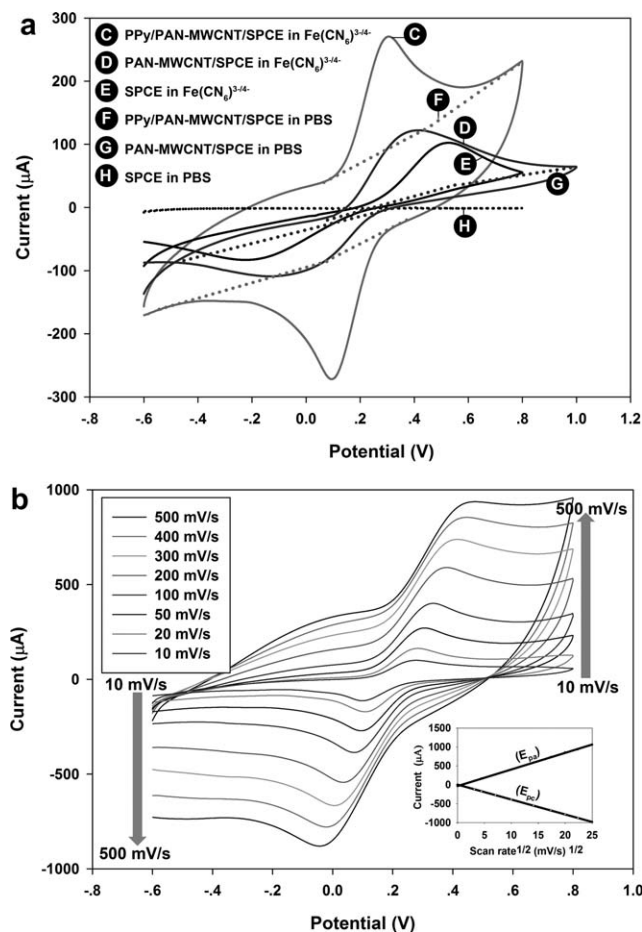 a
300
200
100
0
-100
-200
-300
Current (μA)
C PPy/PAN-MWCNT/SPCE in Fe(CN6)3-/4-
D PAN-MWCNT/SPCE in Fe(CN6)3-/4-
E SPCE in Fe(CN6)3-/4-
F PPy/PAN-MWCNT/SPCE in PBS
G PAN-MWCNT/SPCE in PBS
H SPCE in PBS
C
F
D
E
G
H
-.8 -.6 -.4 -.2 0.0 .2 .4 .6 .8 1.0 1.2
Potential (V)
b
1000
500
0
-500
-1000
Current (μA)
500 mV/s
400 mV/s
300 mV/s
200 mV/s
100 mV/s
50 mV/s
20 mV/s
10 mV/s
500 mV/s
10 mV/s
10 mV/s
500 mV/s
1500
1000
500
0
-500
-1000
Current (μA)
(Epa)
(Epc)
0 5 10 15 20 25
Scan rate1/2 (mV/s) 1/2
-.8 -.6 -.4 -.2 0.0 .2 .4 .6 .8 1.0
Potential (V)